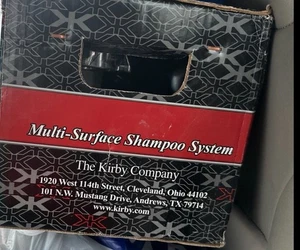 Multi-Surface Shampoo System
The Kirby Company
1920 West 114th Street, Cleveland, Ohio 44102
101 N.W. Mustang Drive, Andrews, TX 79714
www.kirby.com